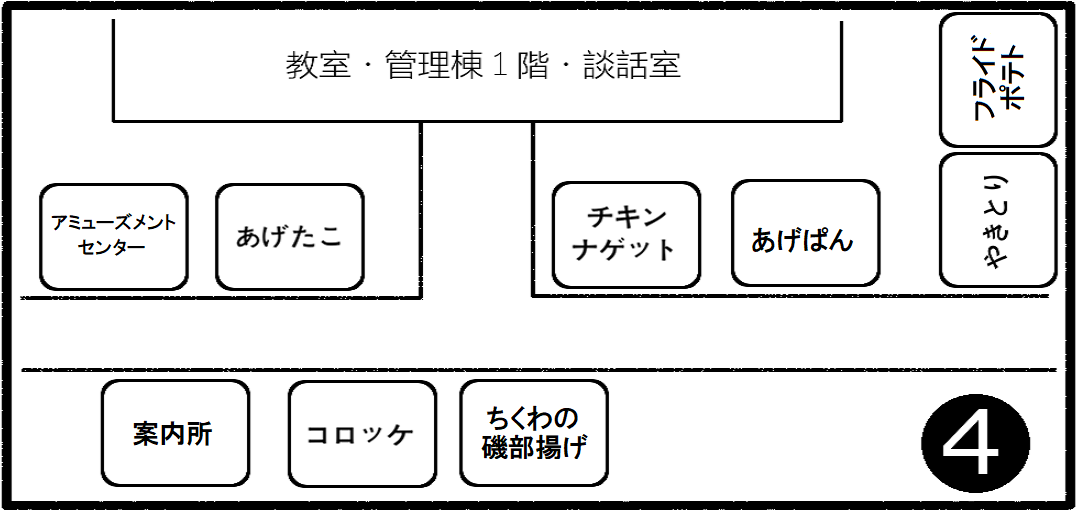 教室・管理棟１階・談話室
フライド
ポテト
アミューズメント
センター
あげたこ
チキン
ナゲット
あげぱん
やきとり
案内所
コロッケ
ちくわの
磯部揚げ
4